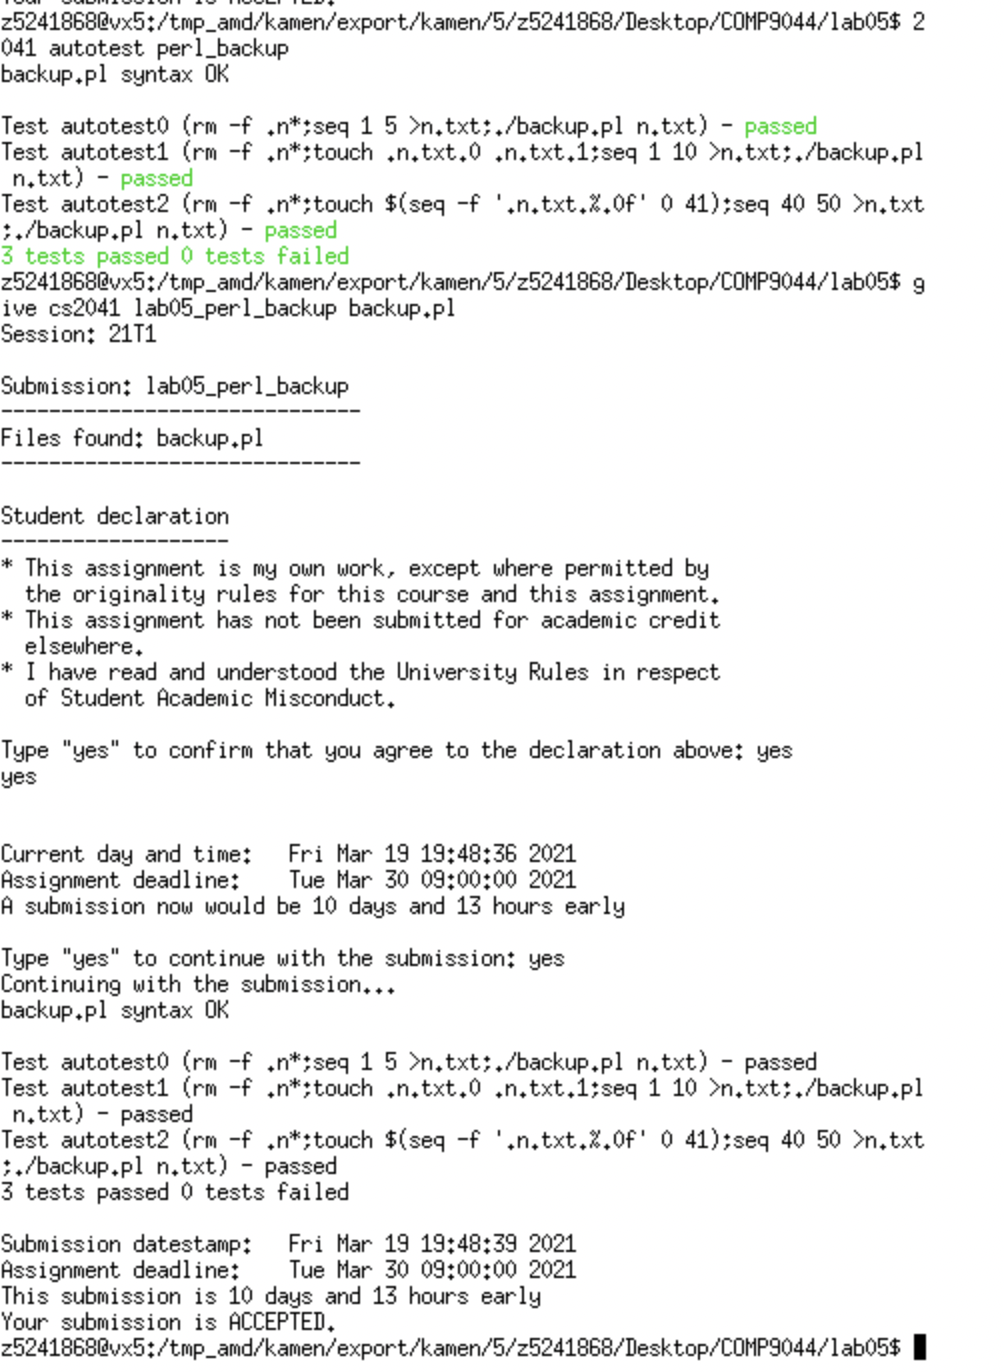 Your submission is ACCEPTED.
z5241868@vx5:/tmp_amd/kamen/export/kamen/5/z5241868/Desktop/COMP9044/lab05$ 2
041 autotest perl_backup
backup.pl syntax OK
Test autotest0 (rm -f .n*;seq 1 5 >n.txt;./backup.pl n.txt) - passed
Test autotest1 (rm -f .n*;touch .n.txt.0 .n.txt.1;seq 1 10 >n.txt;./backup.pl
n.txt) - passed
Test autotest2 (rm -f .n*;touch $(seq -f '.n.txt.%.0f' 0 41);seq 40 50 >n.txt
;./backup.pl n.txt) - passed
3 tests passed 0 tests failed
z5241868@vx5:/tmp_amd/kamen/export/kamen/5/z5241868/Desktop/COMP9044/lab05$ g
ive cs2041 lab05_perl_backup backup.pl
Session: 21T1
Submission: lab05_perl_backup
------------------------------
Files found: backup.pl
------------------------------
Student declaration
-------------------
* This assignment is my own work, except where permitted by
the originality rules for this course and this assignment.
* This assignment has not been submitted for academic credit
elsewhere.
* I have read and understood the University Rules in respect
of Student Academic Misconduct.
Type "yes" to confirm that you agree to the declaration above: yes
yes
Current day and time:   Fri Mar 19 19:48:36 2021
Assignment deadline:    Tue Mar 30 09:00:00 2021
A submission now would be 10 days and 13 hours early
Type "yes" to continue with the submission: yes
Continuing with the submission...
backup.pl syntax OK
Test autotest0 (rm -f .n*;seq 1 5 >n.txt;./backup.pl n.txt) - passed
Test autotest1 (rm -f .n*;touch .n.txt.0 .n.txt.1;seq 1 10 >n.txt;./backup.pl
n.txt) - passed
Test autotest2 (rm -f .n*;touch $(seq -f '.n.txt.%.0f' 0 41);seq 40 50 >n.txt
;./backup.pl n.txt) - passed
3 tests passed 0 tests failed
Submission datestamp:   Fri Mar 19 19:48:39 2021
Assignment deadline:    Tue Mar 30 09:00:00 2021
This submission is 10 days and 13 hours early
Your submission is ACCEPTED.
z5241868@vx5:/tmp_amd/kamen/export/kamen/5/z5241868/Desktop/COMP9044/lab05$